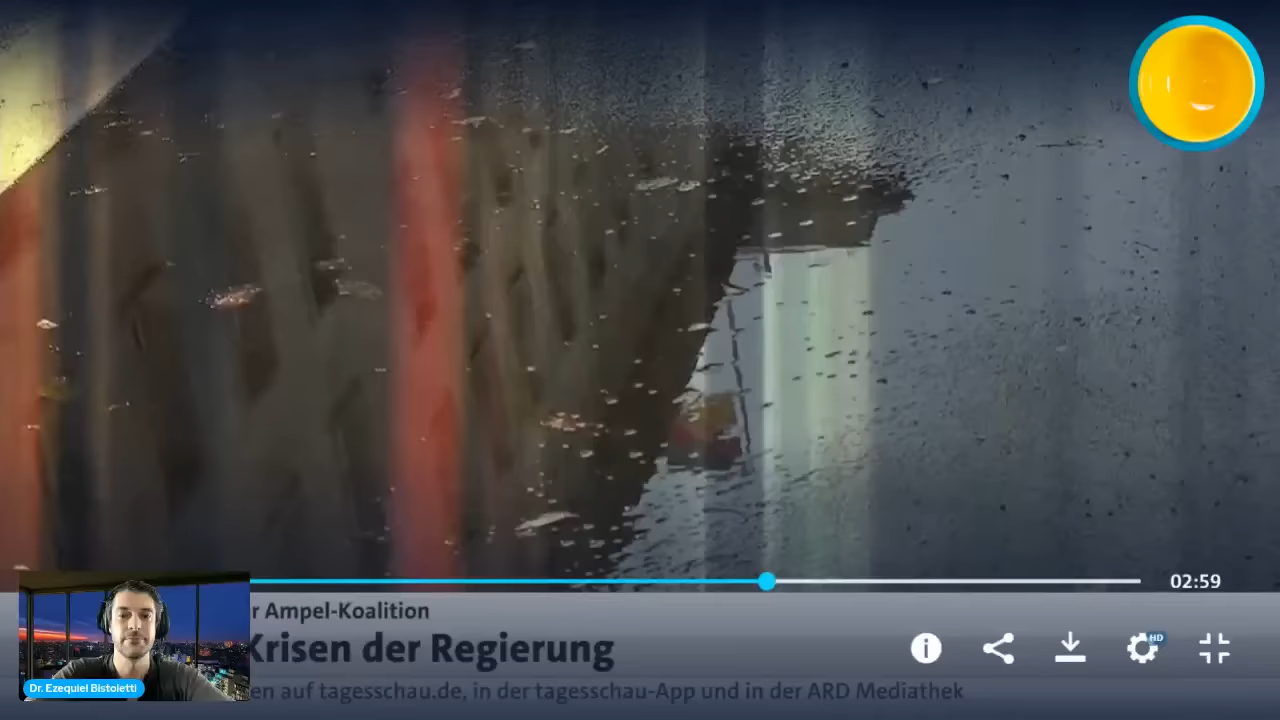 02:59
r Ampel-Koalition
Krisen der Regierung
HD
en auf tagesschau.de, in der tagesschau-App und in der ARD Mediathek
Dr. Ezequiel Bistoletti